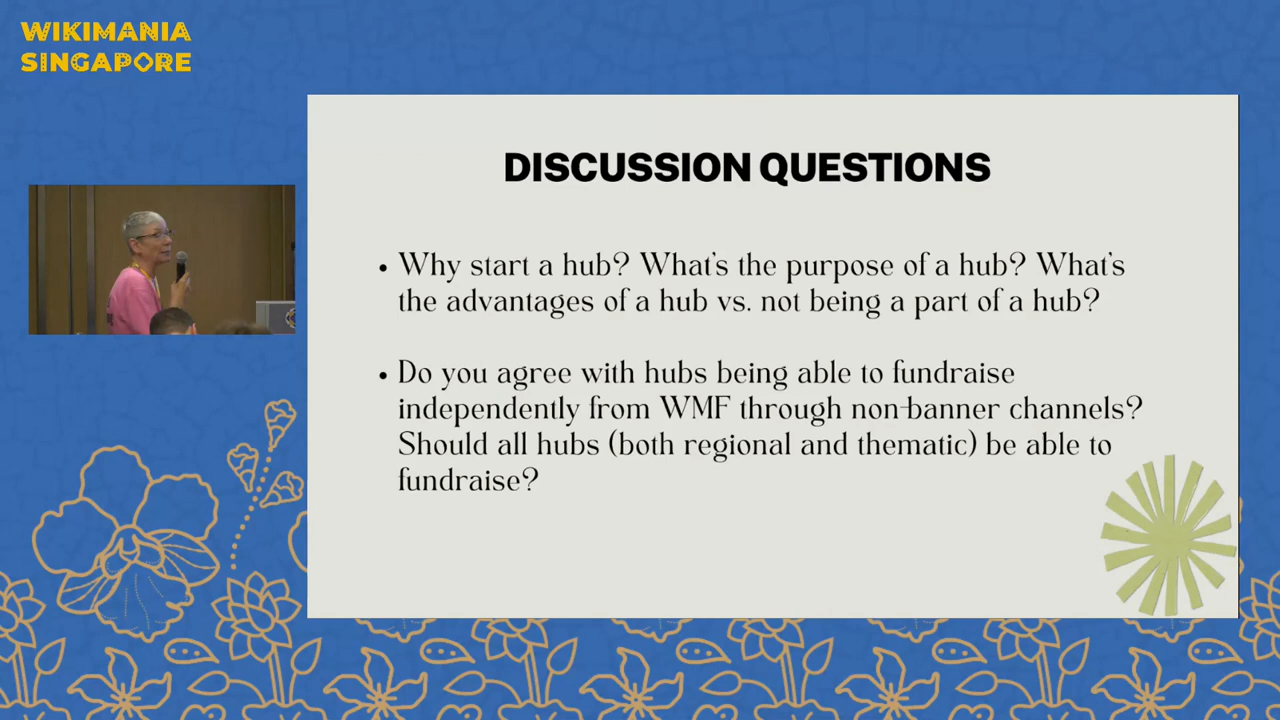 WIKIMANIA
SINGAPORE
DISCUSSION QUESTIONS
• Why start a hub? What's the purpose of a hub? What's
the advantages of a hub vs. not being a part of a hub?
• Do you agree with hubs being able to fundraise
independently from WMF through non-banner channels?
Should all hubs (both regional and thematic) be able to
fundraise?